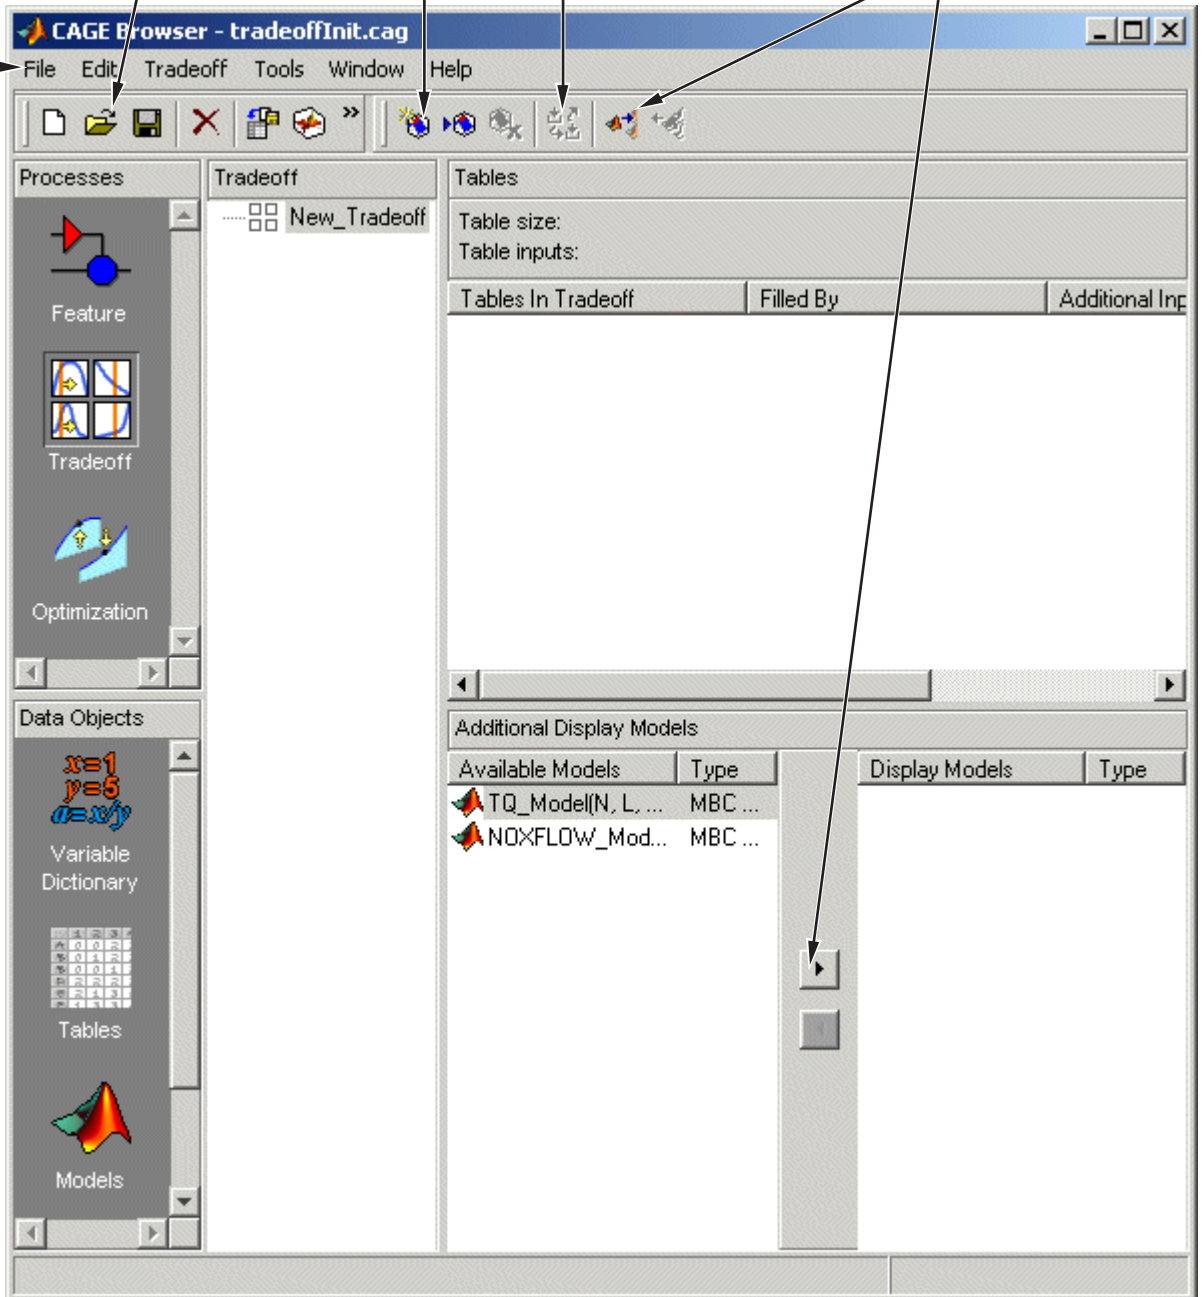 CAGE Browser - tradeoffInit.cag
File Edit Tradeoff Tools Window Help
»
Processes
Feature
Tradeoff
Optimization
Data Objects
x=1
y=5
a=x/y
Variable
Dictionary
Tables
Models
Tradeoff
New_Tradeoff
Tables
Table size:
Table inputs:
Tables In Tradeoff Filled By Additional Inp
Additional Display Models
Available Models Type
TQ_Model(N, L, ... MBC ...
NOXFLOW_Mod... MBC ...
Display Models Type